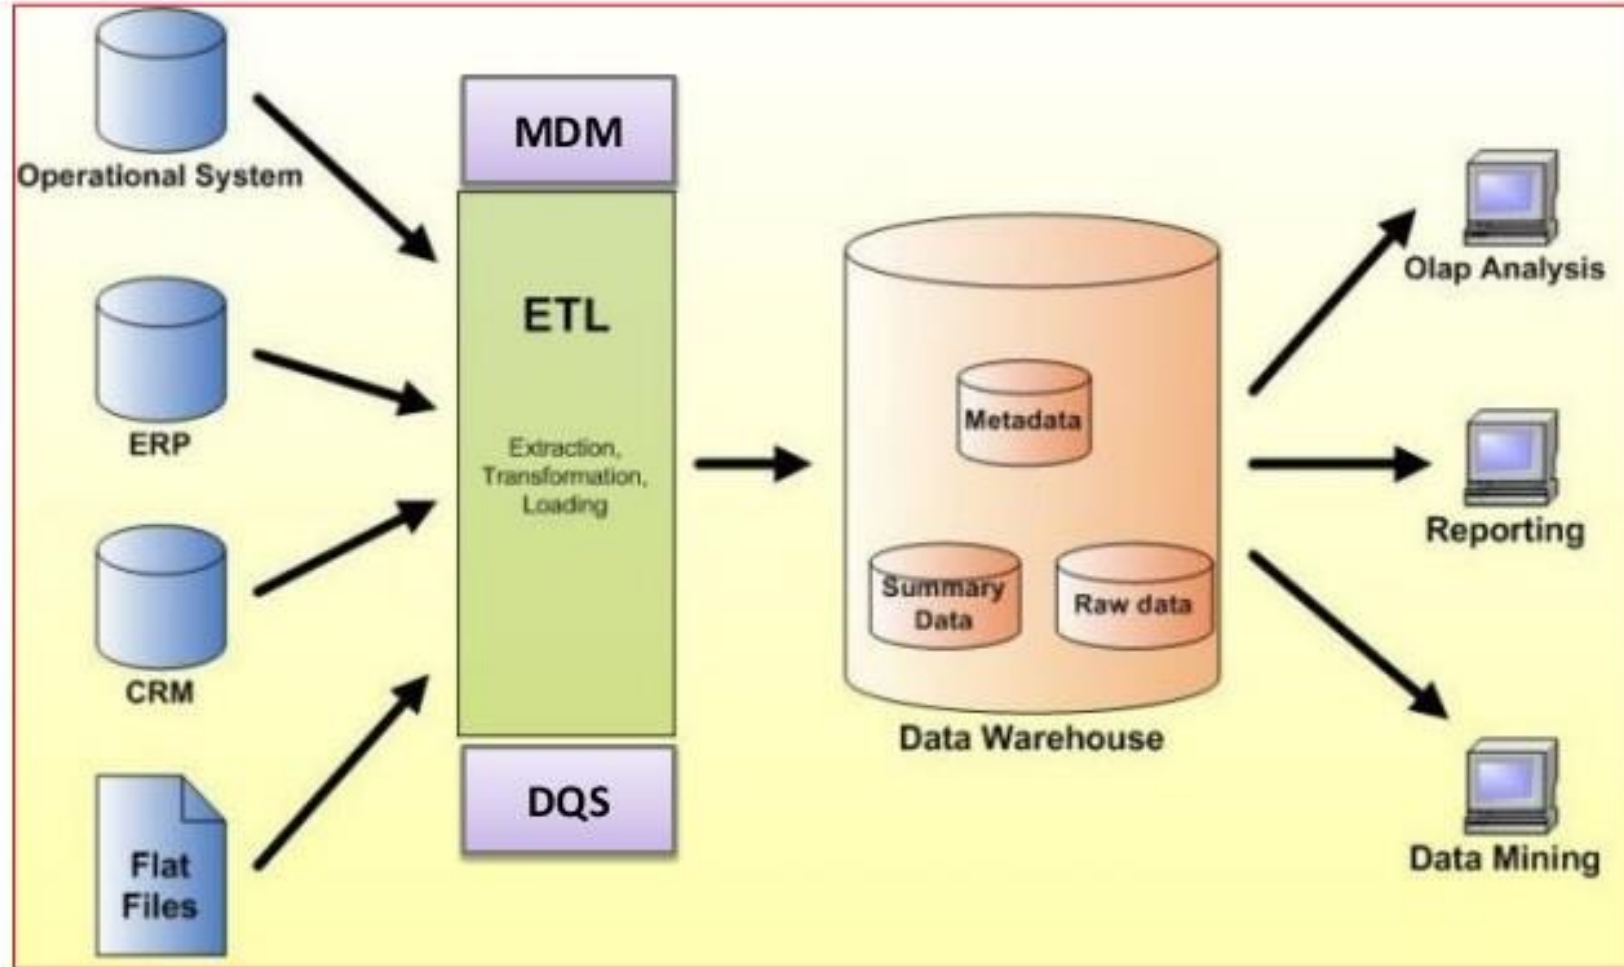 Operational System
ERP
CRM
Flat
Files
MDM
ETL
Extraction,
Transformation,
Loading
DQS
Metadata
Summary
Data
Raw data
Data Warehouse
Olap Analysis
Reporting
Data Mining